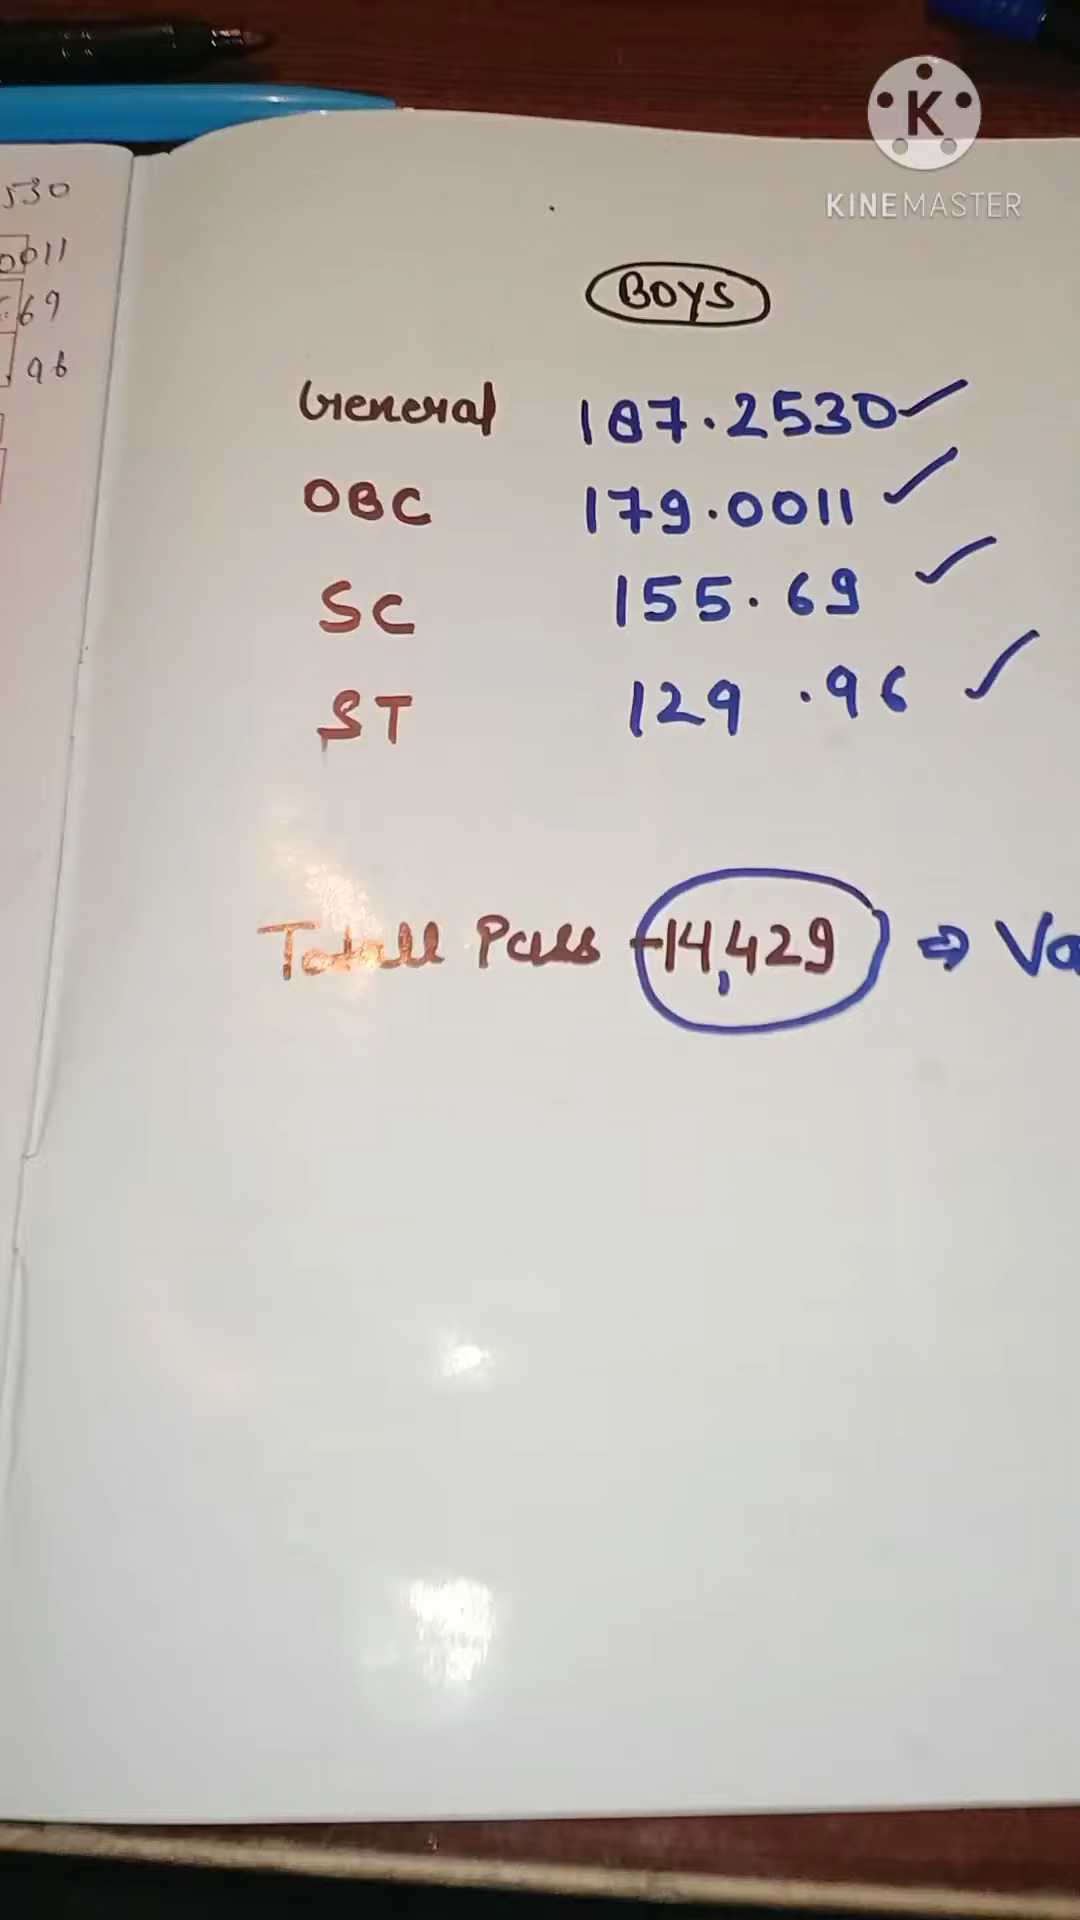 K
KINEMASTER
530
0011
69
.96
BOYS
General 187.2530
OBC 179.0011
SC 155.69
ST 129.96
Totall Pass 14,429 ⇒ Va